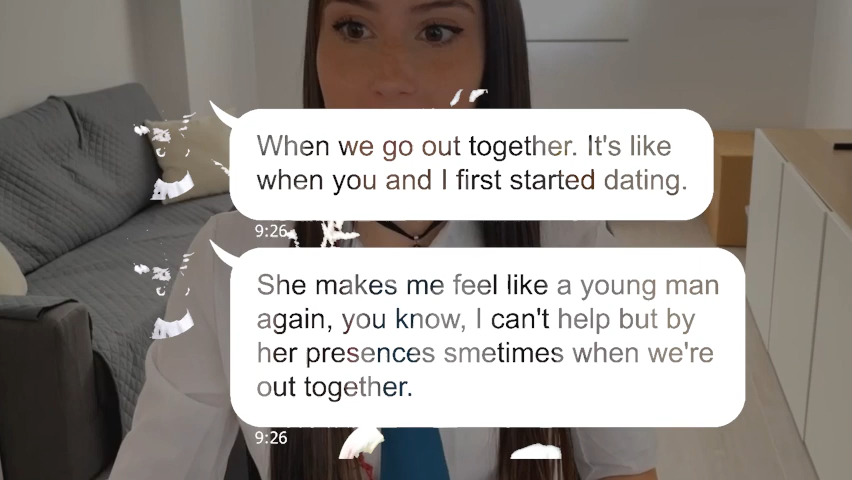 When we go out together. It's like
when you and I first started dating.
9:26
She makes me feel like a young man
again, you know, I can't help but by
her presences smetimes when we're
out together.
9:26